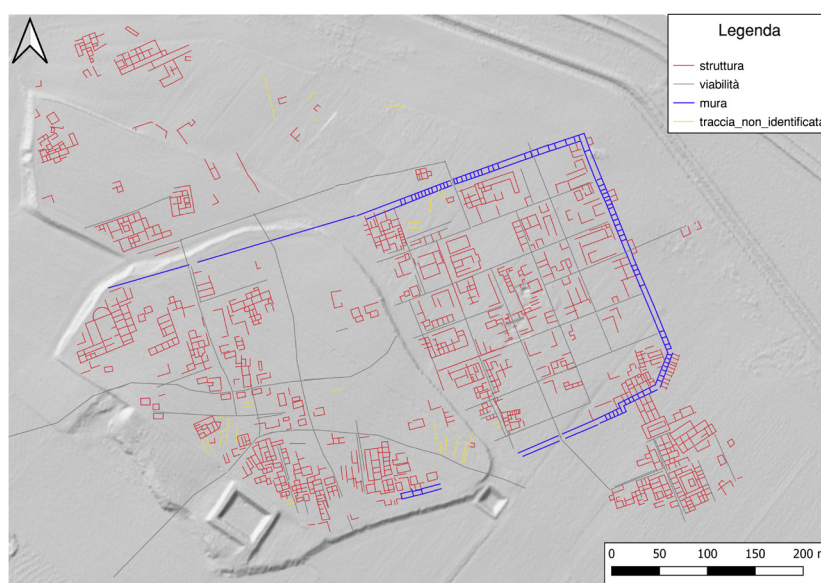 Legenda
struttura
viabilità
mura
traccia_non_identificata
0 50 100 150 200 m